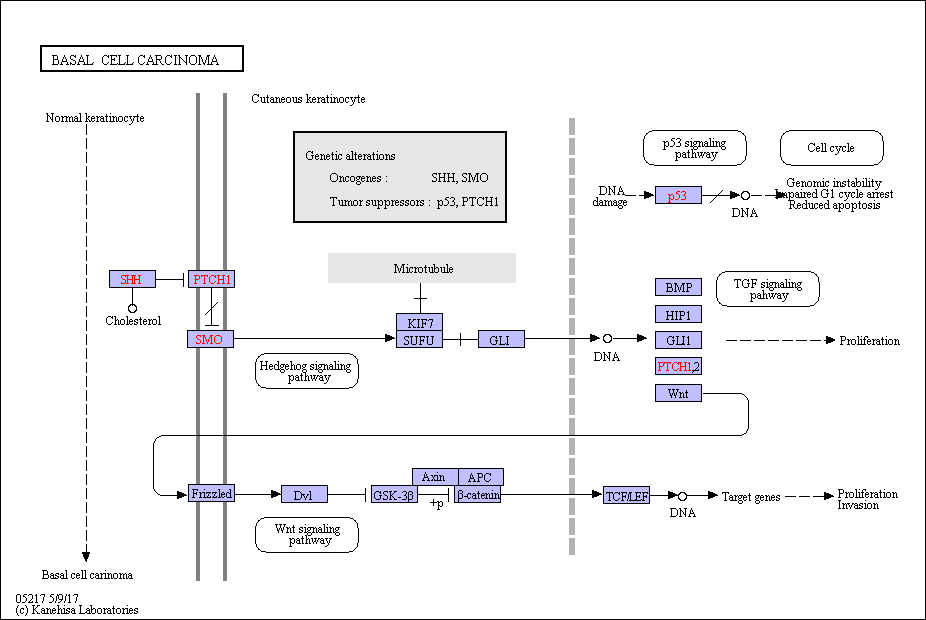 BASAL CELL CARCINOMA
Cutaneous keratinocyte
Normal keratinocyte
Genetic alterations
Oncogenes : SHH, SMO
Tumor suppressors : p53, PTCH1
p53 signaling
pathway
Cell cycle
DNA
damage
p53
DNA
Genomic instability
Impaired G1 cycle arrest
Reduced apoptosis
Microtubule
SHH
PTCH1
Cholesterol
SMO
KIF7
SUFU
GLI
DNA
BMP
HIP1
GLI1
PTCH1,2
Wnt
TGF signaling
pahway
Proliferation
Hedgehog signaling
pathway
Frizzled
Dvl
GSK-3β
Axin
APC
β-catenin
+p
TCF/LEF
DNA
Target genes
Proliferation
Invasion
Wnt signaling
pathway
Basal cell carinoma
05217 5/9/17
(c) Kanehisa Laboratories